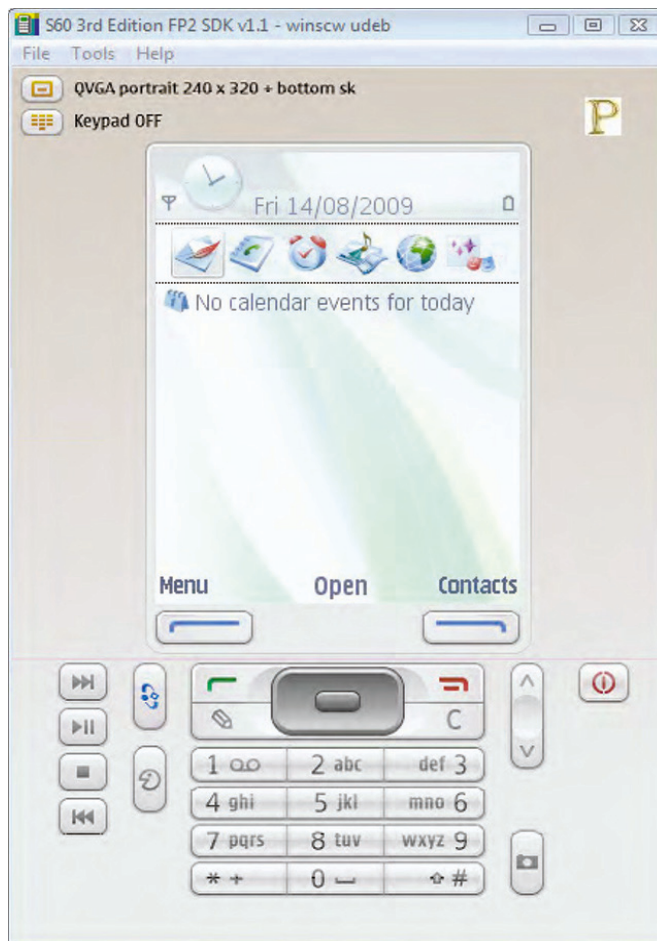 S60 3rd Edition FP2 SDK v1.1 - winscw udeb
File Tools Help
QVGA portrait 240 x 320 + bottom sk
Keypad OFF
P
Fri 14/08/2009
No calendar events for today
Menu Open Contacts
C
1 2 abc def 3
4 ghi 5 jkl mno 6
7 pqrs 8 tuv wxyz 9
* + 0 #